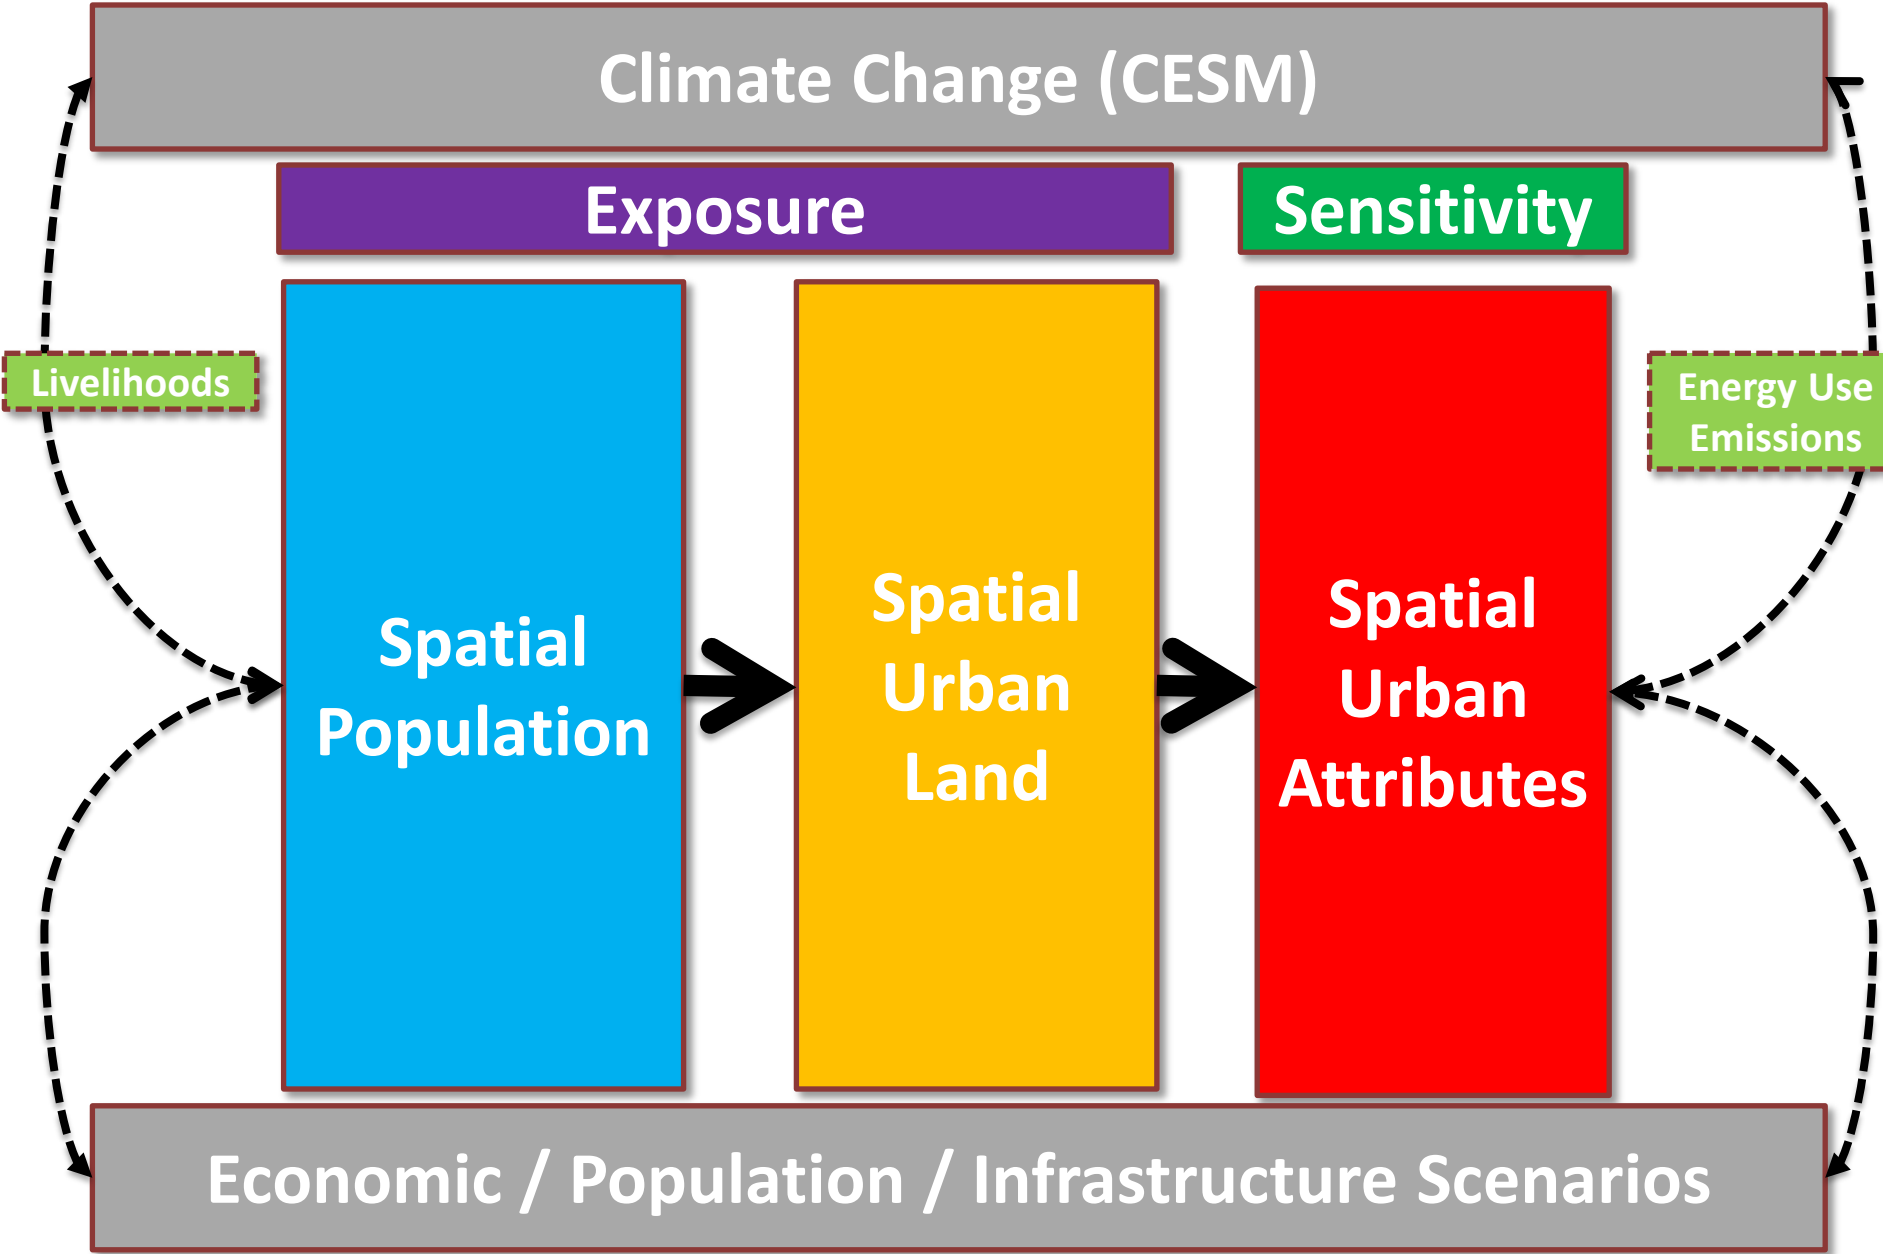 Climate Change (CESM)
Exposure
Sensitivity
Livelihoods
Energy Use
Emissions
Spatial
Population
Spatial
Urban
Land
Spatial
Urban
Attributes
Economic / Population / Infrastructure Scenarios